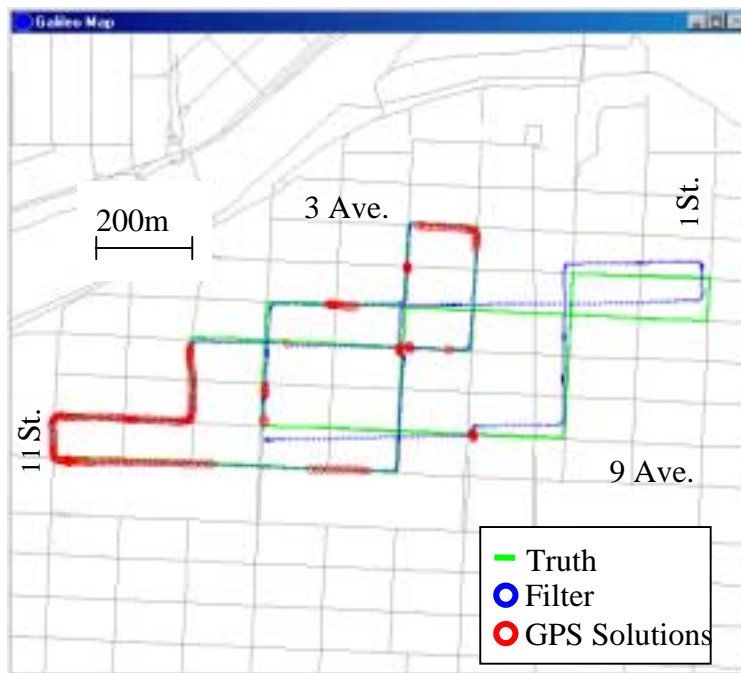 Galileo Map
3 Ave.
1 St.
200m
11 St.
9 Ave.
Truth
Filter
GPS Solutions